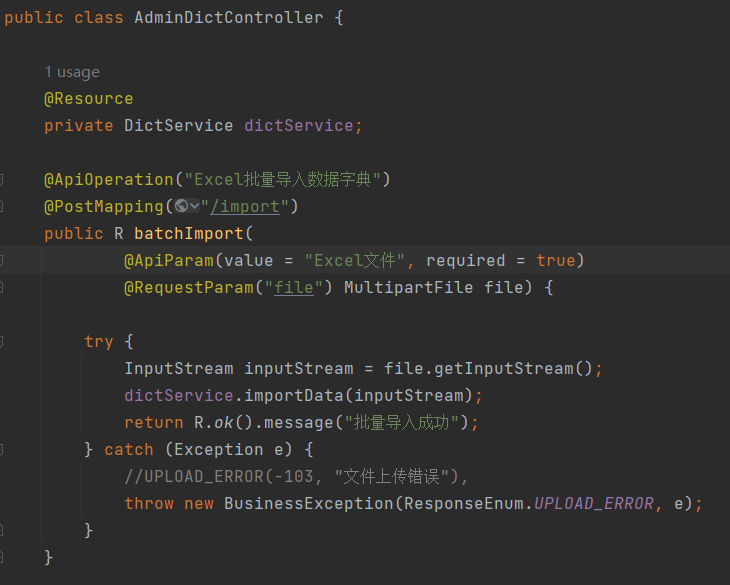 public class AdminDictController {
1 usage
@Resource
private DictService dictService;
@ApiOperation("Excel批量导入数据字典")
@PostMapping("/import")
public R batchImport(
@ApiParam(value = "Excel文件", required = true)
@RequestParam("file") MultipartFile file) {
try {
InputStream inputStream = file.getInputStream();
dictService.importData(inputStream);
return R.ok().message("批量导入成功");
} catch (Exception e) {
//UPLOAD_ERROR(-103, "文件上传错误"),
throw new BusinessException(ResponseEnum.UPLOAD_ERROR, e);
}
}